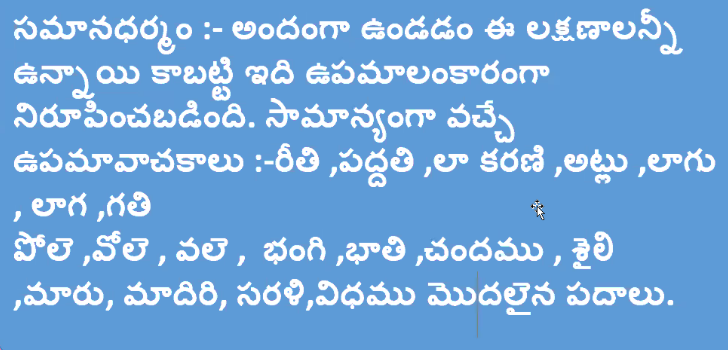 సమానధర్మం :- అందంగా ఉండడం ఈ లక్షణాలన్నీ
ఉన్నాయి కాబట్టి ఇది ఉపమాలంకారంగా
నిరూపించబడింది. సామాన్యంగా వచ్చే
ఉపమావాచకాలు :-రీతి ,పద్దతి ,లా కరణి ,అట్లు ,లాగు
, లాగ ,గతి
పోలె ,వోలె , వలె ,  భంగి ,భాతి ,చందము , శైలి
,మారు, మాదిరి, సరళి,విధము మొదలైన పదాలు.